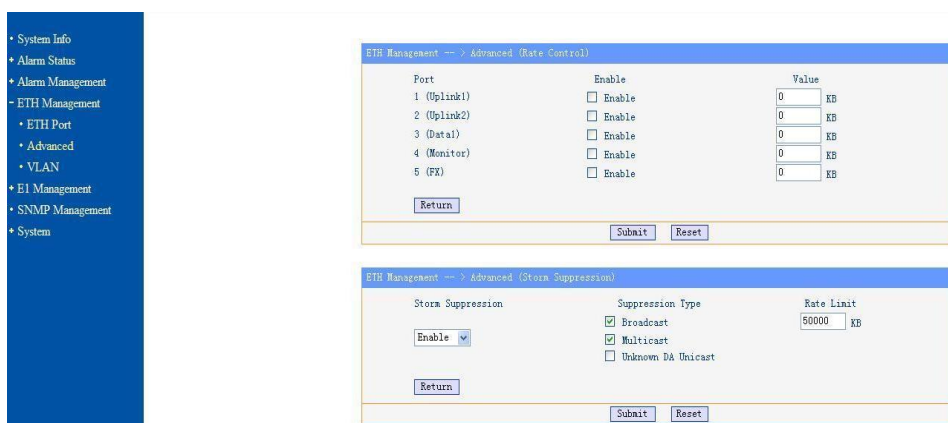 • System Info
+ Alarm Status
+ Alarm Management
- ETH Management
• ETH Port
• Advanced
• VLAN
+ E1 Management
• SNMP Management
+ System
ETH Management -- > Advanced (Rate Control)
Port Enable Value
1 (Uplink1) Enable 0 KB
2 (Uplink2) Enable 0 KB
3 (Data1) Enable 0 KB
4 (Monitor) Enable 0 KB
5 (FX) Enable 0 KB
Return
Submit Reset
ETH Management -- > Advanced (Storm Suppression)
Storm Suppression Suppression Type Rate Limit
Broadcast 50000 KB
Enable Multicast
Unknown DA Unicast
Return
Submit Reset